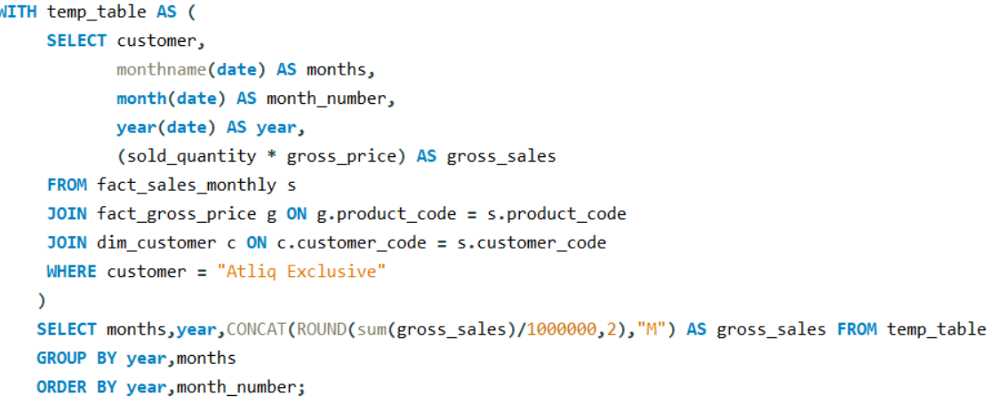 WITH temp_table AS (
SELECT customer,
monthname(date) AS months,
month(date) AS month_number,
year(date) AS year,
(sold_quantity * gross_price) AS gross_sales
FROM fact_sales_monthly s
JOIN fact_gross_price g ON g.product_code = s.product_code
JOIN dim_customer c ON c.customer_code = s.customer_code
WHERE customer = "Atliq Exclusive"
)
SELECT months,year,CONCAT(ROUND(sum(gross_sales)/1000000,2),"M") AS gross_sales FROM temp_table
GROUP BY year,months
ORDER BY year,month_number;